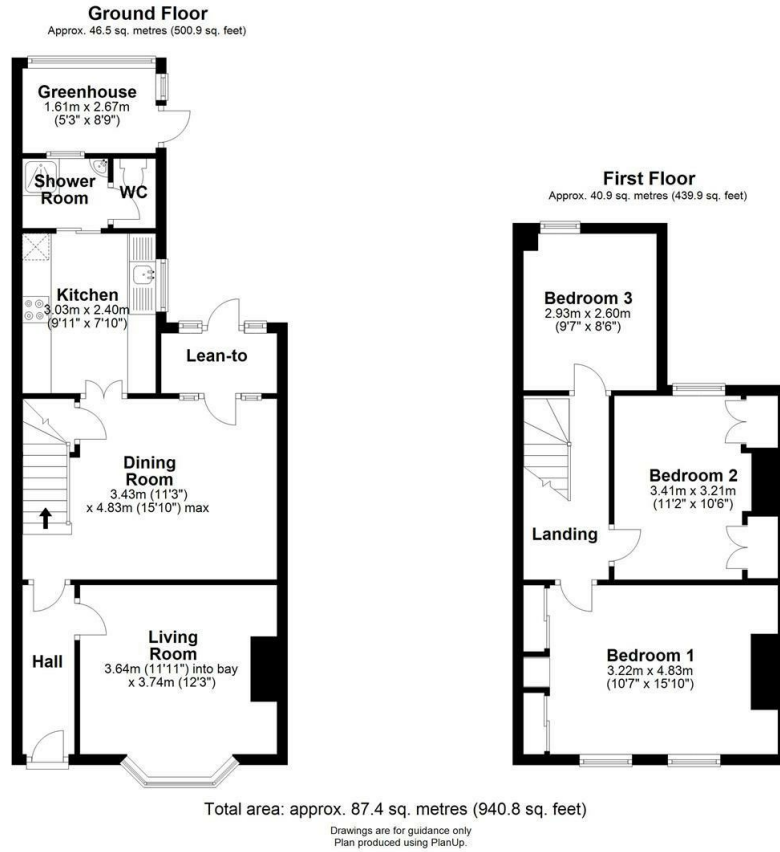 Ground Floor
Approx. 46.5 sq. metres (500.9 sq. feet)
Greenhouse
1.61m x 2.67m
(5'3" x 8'9")
Shower
Room
WC
Kitchen
3.03m x 2.40m
(9'11" x 7'10")
Lean-to
Dining
Room
3.43m (11'3")
x 4.83m (15'10") max
Hall
Living
Room
3.64m (11'11") into bay
x 3.74m (12'3")
First Floor
Approx. 40.9 sq. metres (439.9 sq. feet)
Bedroom 3
2.93m x 2.60m
(9'7" x 8'6")
Bedroom 2
3.41m x 3.21m
(11'2" x 10'6")
Landing
Bedroom 1
3.22m x 4.83m
(10'7" x 15'10")
Total area: approx. 87.4 sq. metres (940.8 sq. feet)
Drawings are for guidance only
Plan produced using PlanUp.